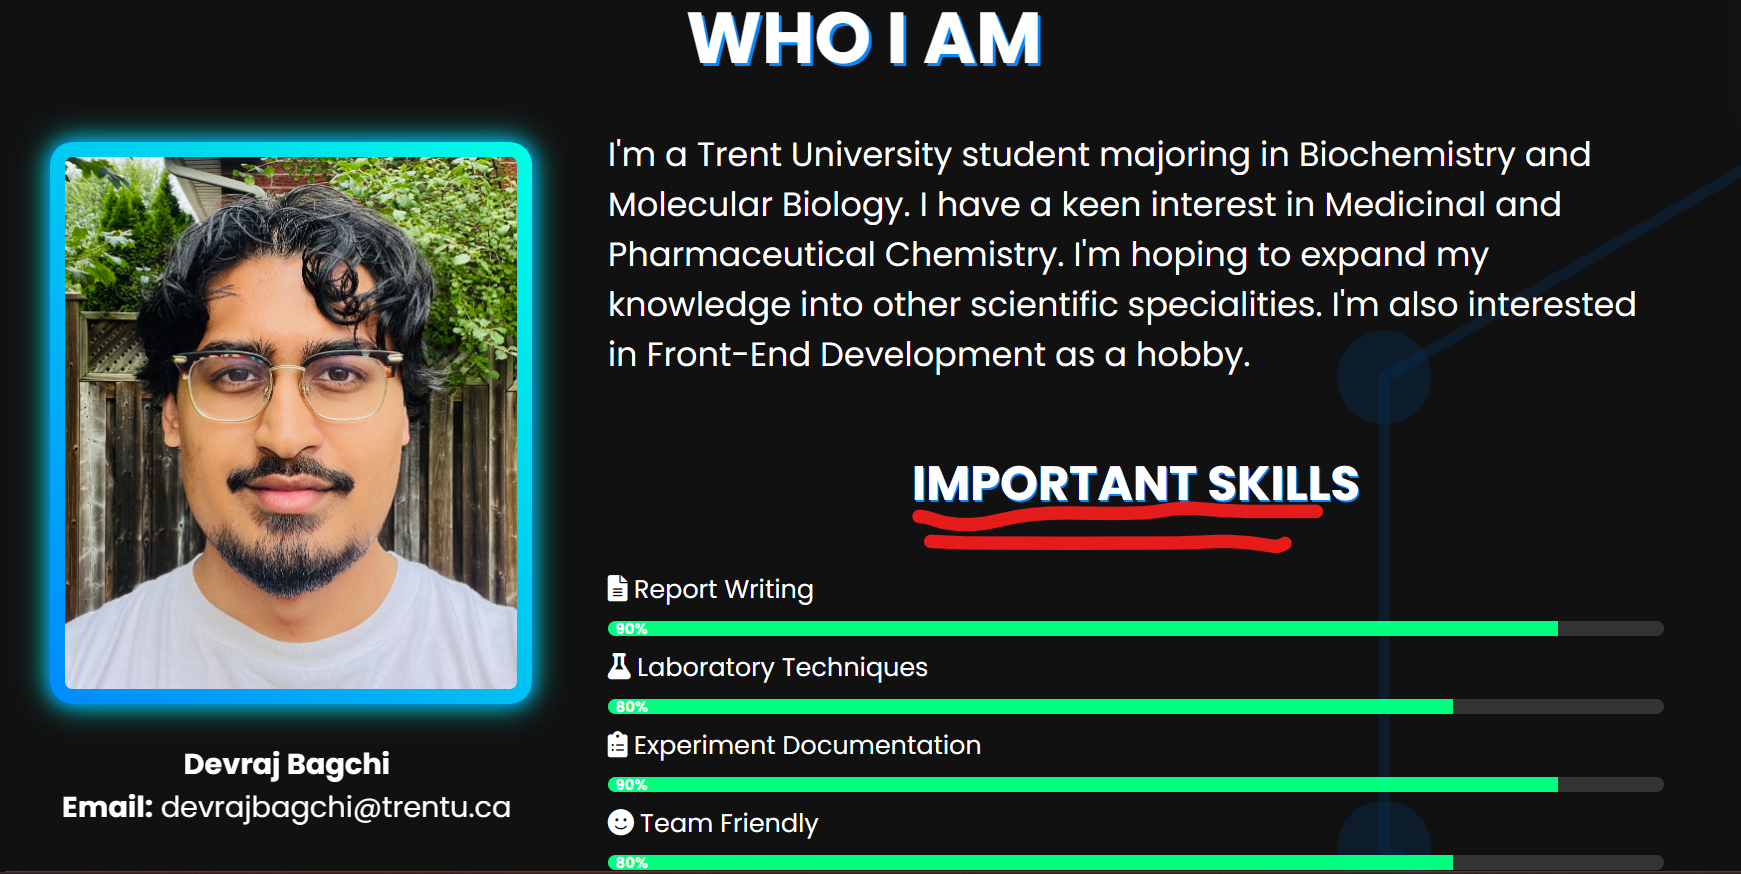 WHO I AM
I'm a Trent University student majoring in Biochemistry and
Molecular Biology. I have a keen interest in Medicinal and
Pharmaceutical Chemistry. I'm hoping to expand my
knowledge into other scientific specialities. I'm also interested
in Front-End Development as a hobby.
IMPORTANT SKILLS
Report Writing
90%
Laboratory Techniques
80%
Experiment Documentation
90%
Team Friendly
80%
Devraj Bagchi
Email: devrajbagchi@trentu.ca